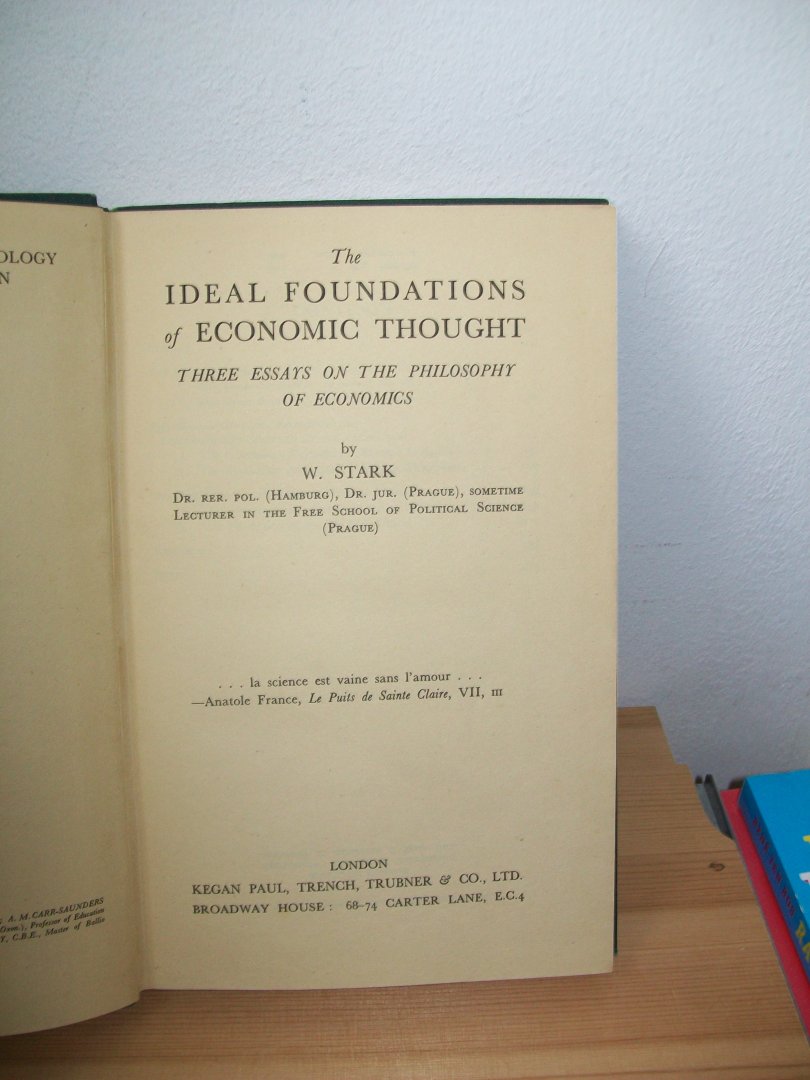 OLOGY
N
A. M. CARR-SAUNDERS
Professor of Education
C.B.E., Master of
The
IDEAL FOUNDATIONS
of ECONOMIC THOUGHT
THREE ESSAYS ON THE PHILOSOPHY
OF ECONOMICS
by
W. STARK
Dr. rer. pol. (Hamburg), Dr. jur. (Prague), sometime
Lecturer in the Free School of Political Science
(Prague)
. . . la science est vaine sans l'amour . . .
—Anatole France, Le Puits de Sainte Claire, VII, III
LONDON
KEGAN PAUL, TRENCH, TRUBNER & CO., LTD.
BROADWAY HOUSE : 68–74 CARTER LANE, E.C.4